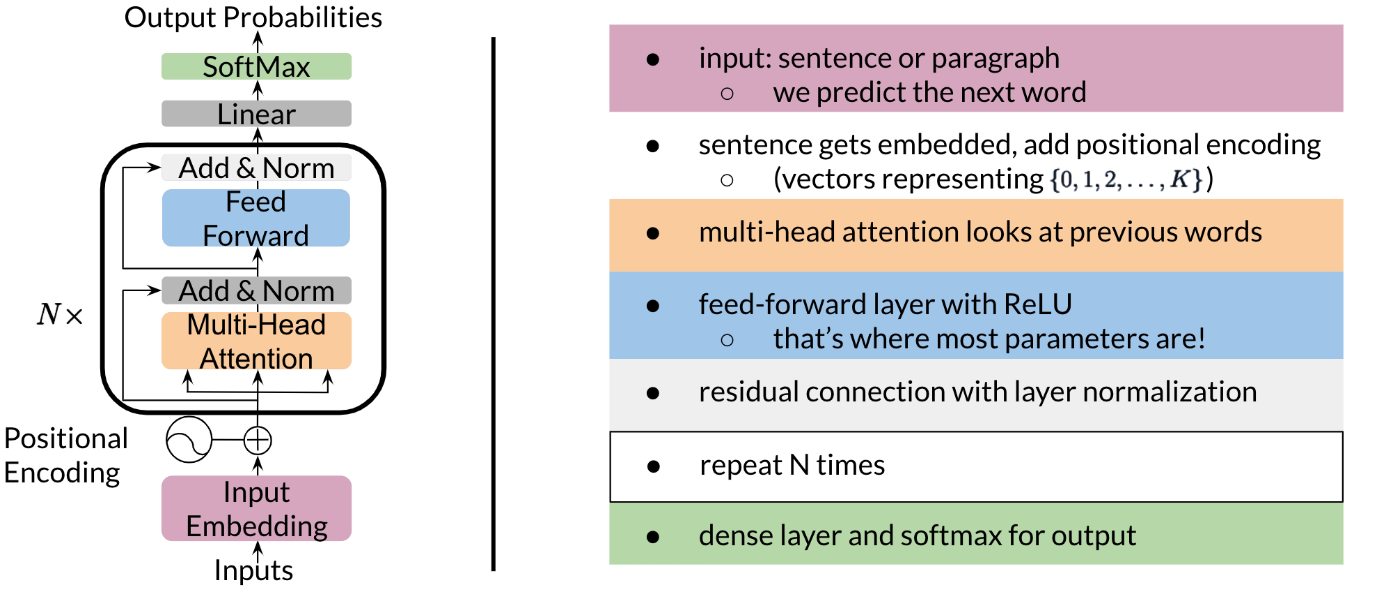 Output Probabilities
SoftMax
Linear
Add & Norm
Feed
Forward
Add & Norm
Multi-Head
Attention
N×
Positional
Encoding
Input
Embedding
Inputs
● input: sentence or paragraph
○ we predict the next word
● sentence gets embedded, add positional encoding
○ (vectors representing {0, 1, 2, . . . , K})
● multi-head attention looks at previous words
● feed-forward layer with ReLU
○ that’s where most parameters are!
● residual connection with layer normalization
● repeat N times
● dense layer and softmax for output